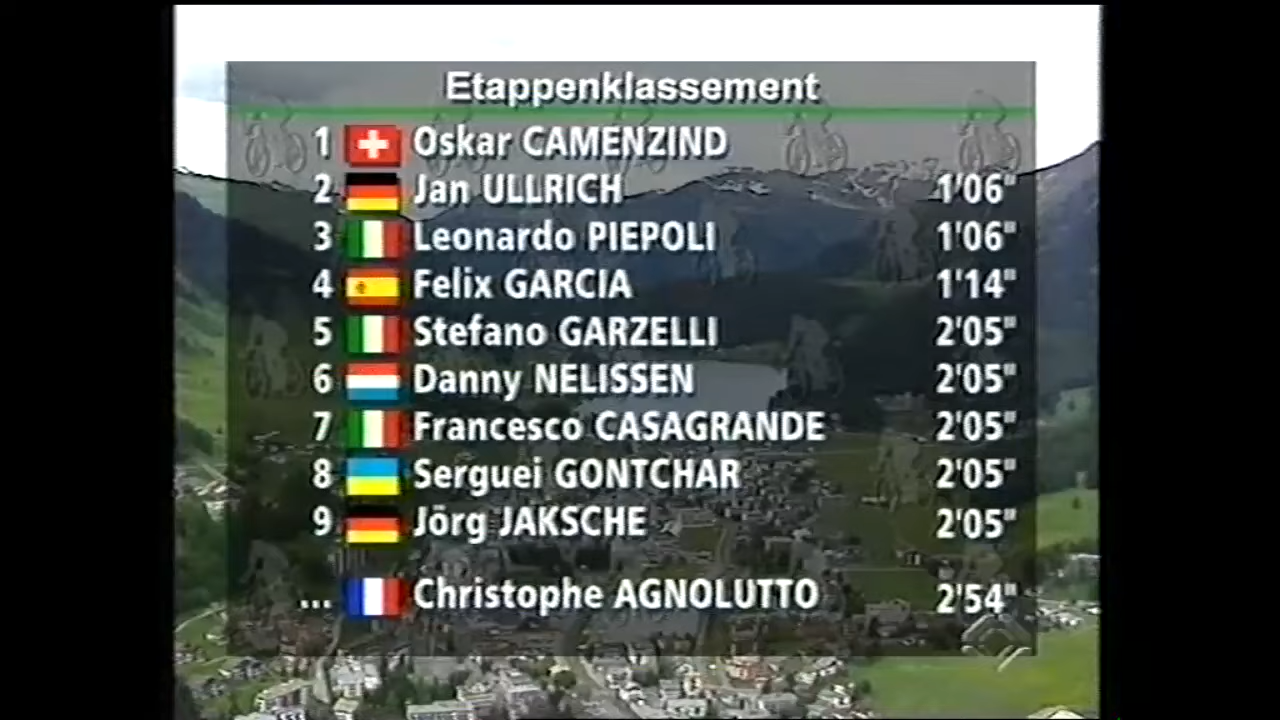 Etappenklassement
1 Oskar CAMENZIND
2 Jan ULLRICH 1'06"
3 Leonardo PIEPOLI 1'06"
4 Felix GARCIA 1'14"
5 Stefano GARZELLI 2'05"
6 Danny NELISSEN 2'05"
7 Francesco CASAGRANDE 2'05"
8 Serguei GONTCHAR 2'05"
9 Jörg JAKSCHE 2'05"
... Christophe AGNOLUTTO 2'54"